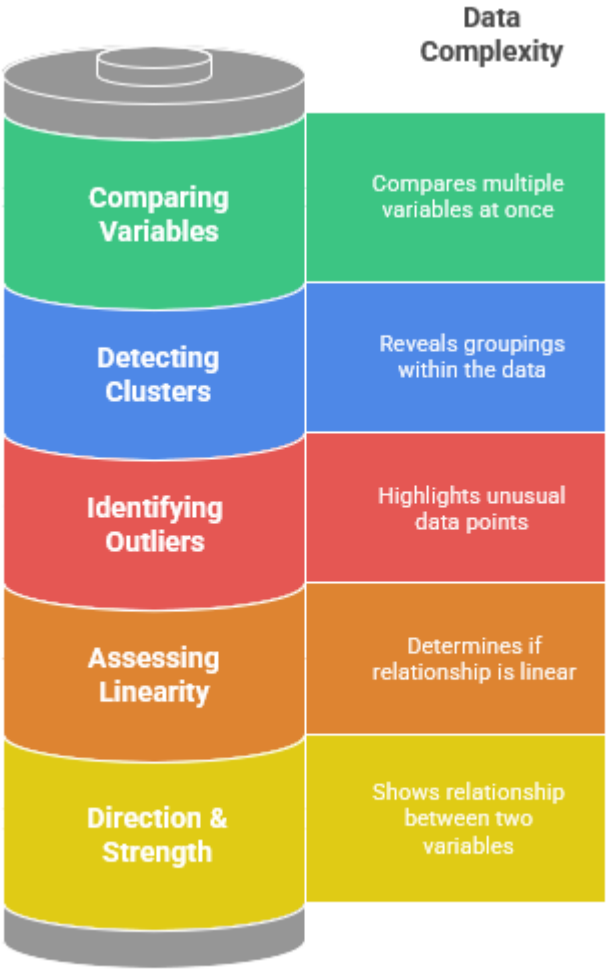 Data
Complexity
Comparing
Variables
Compares multiple
variables at once
Detecting
Clusters
Reveals groupings
within the data
Identifying
Outliers
Highlights unusual
data points
Assessing
Linearity
Determines if
relationship is linear
Direction &
Strength
Shows relationship
between two
variables